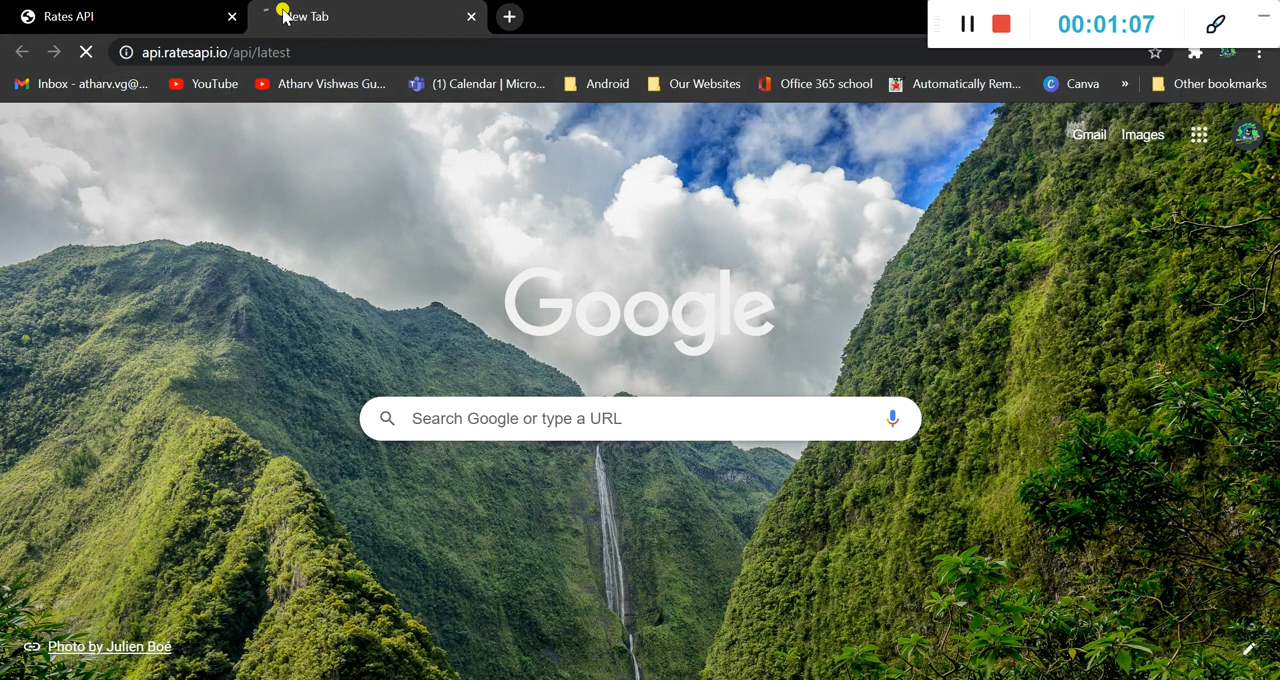 Rates API
New Tab
00:01:07
api.ratesapi.io/api/latest
Inbox - atharv.vg@...
YouTube
Atharv Vishwas Gu...
(1) Calendar | Micro...
Android
Our Websites
Office 365 school
Automatically Rem...
Canva
»
Other bookmarks
Gmail
Images
Google
Search Google or type a URL
Photo by Julien Boé